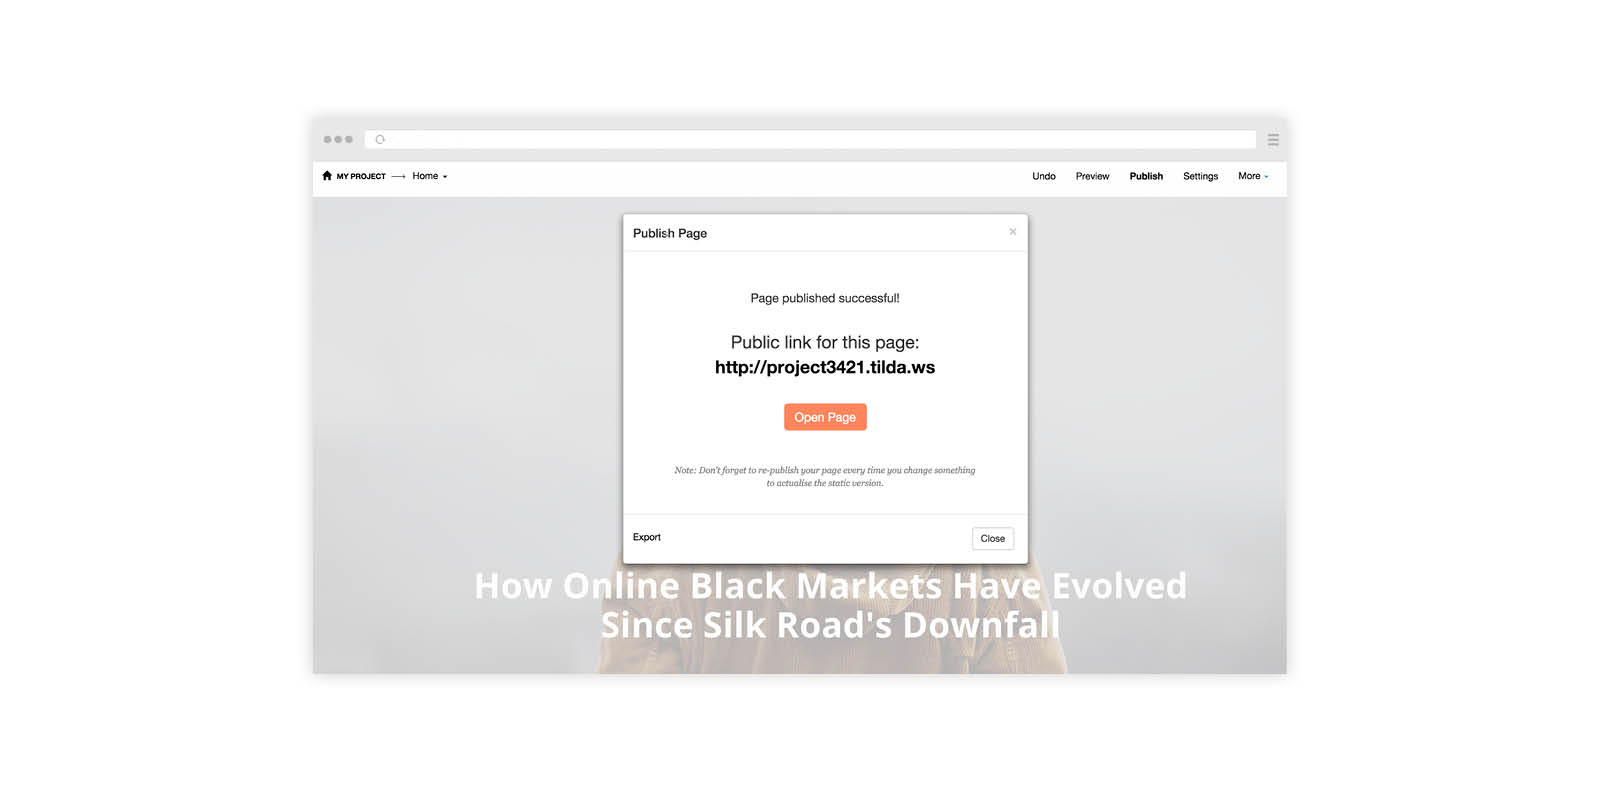 MY PROJECT
Home
Undo
Preview
Publish
Settings
More
Publish Page
×
Page published successful!
Public link for this page:
http://project3421.tilda.ws
Open Page
Note: Don't forget to re-publish your page every time you change something
to actualise the static version.
Export
Close
How Online Black Markets Have Evolved
Since Silk Road's Downfall